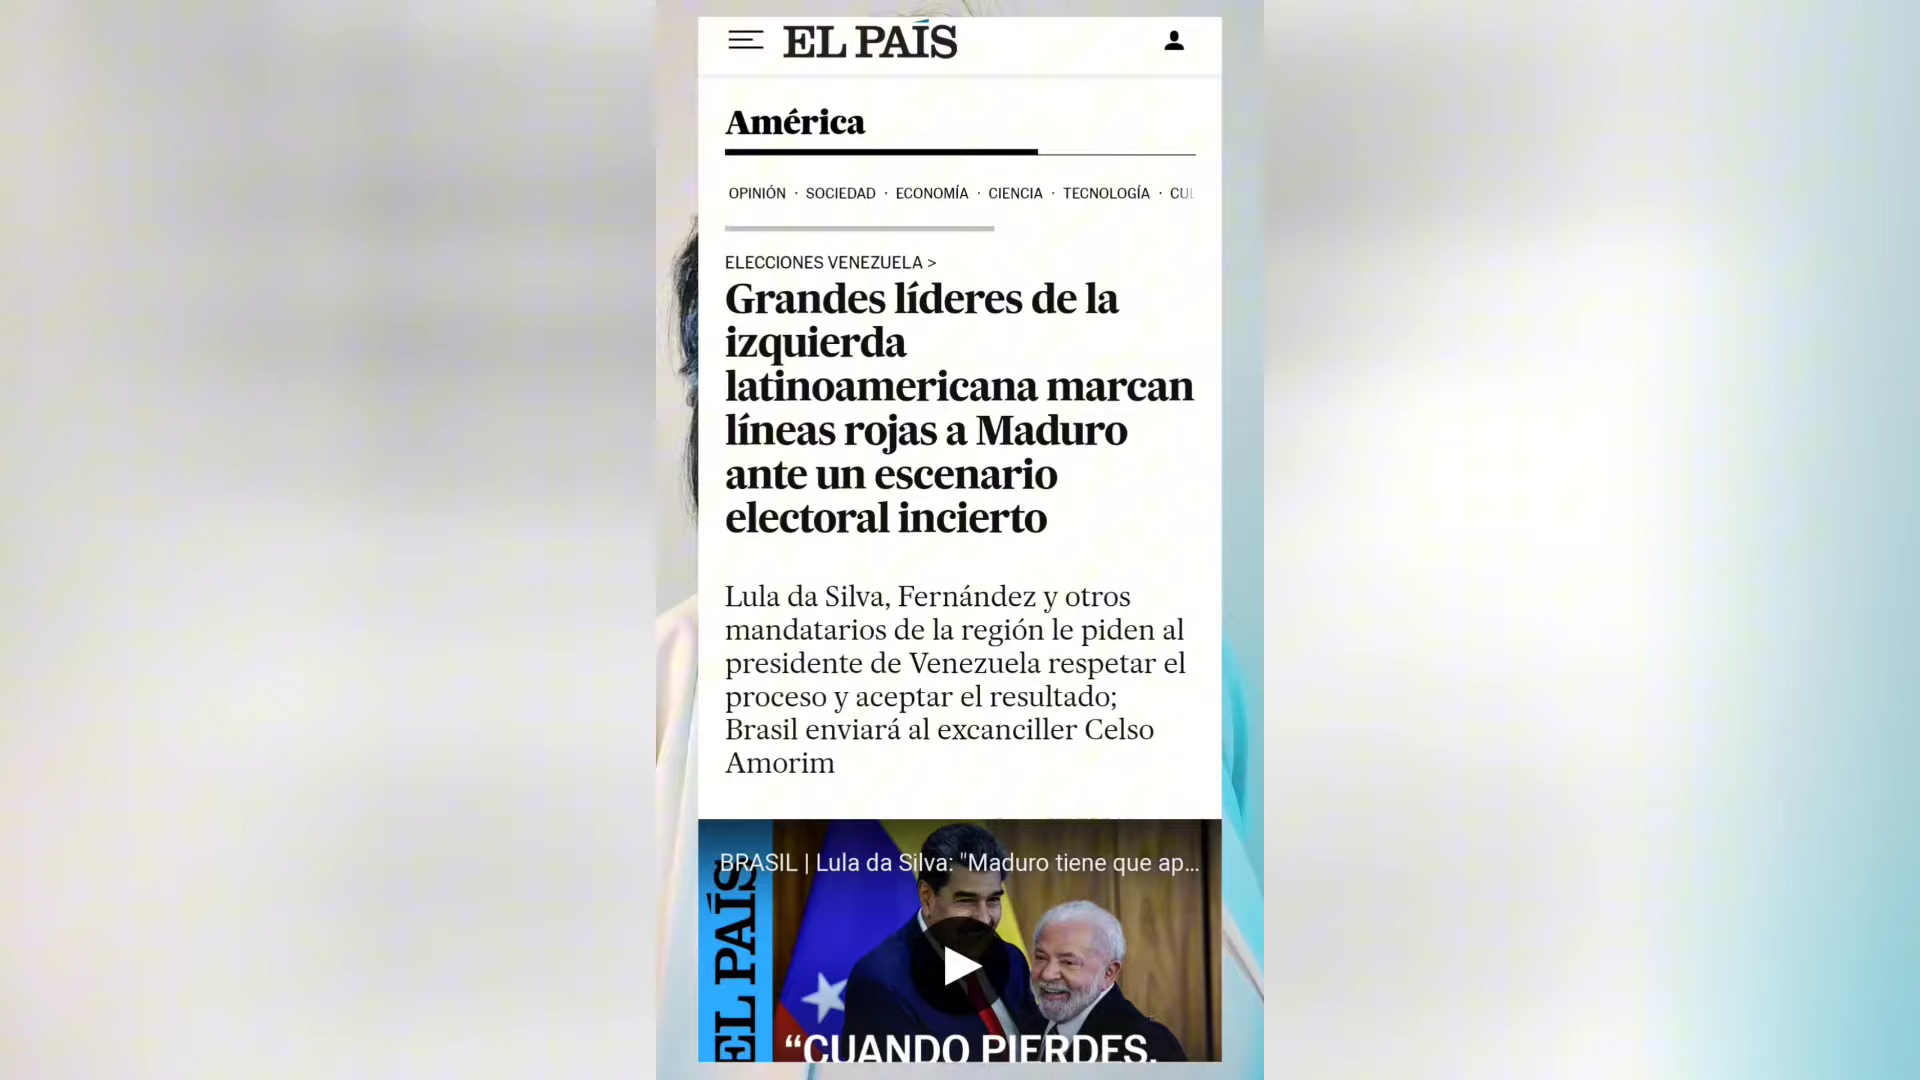 EL PAÍS
América
OPINIÓN · SOCIEDAD · ECONOMÍA · CIENCIA · TECNOLOGÍA ·
ELECCIONES VENEZUELA >
Grandes líderes de la
izquierda
latinoamericana marcan
líneas rojas a Maduro
ante un escenario
electoral incierto
Lula da Silva, Fernández y otros
mandatarios de la región le piden al
presidente de Venezuela respetar el
proceso y aceptar el resultado;
Brasil enviará al excanciller Celso
Amorim
BRASIL | Lula da Silva: "Maduro tiene que ap...
EL PAÍS
“CUANDO PIERDES,